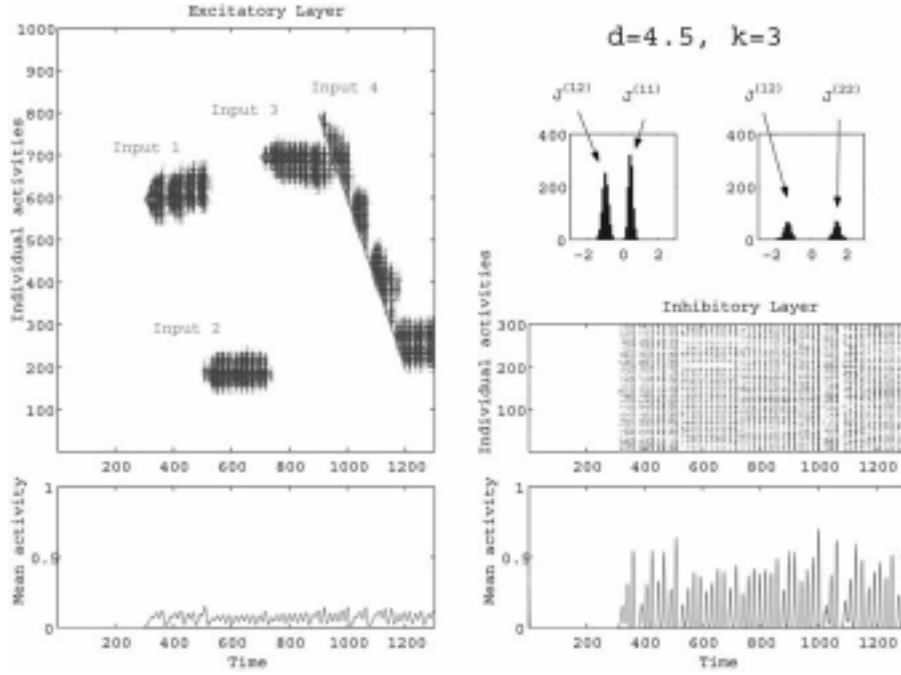 Excitatory Layer
1000
900
800
700
600
500
400
300
200
100
Individual activities
Input 1
Input 2
Input 3
Input 4
200 400 600 800 1000 1200
d=4.5, k=3
J(12) J(11)
400
200
0
-2 0 2
J(12) J(22)
400
200
0
-2 0 2
Inhibitory Layer
300
200
100
Individual activities
200 400 600 800 1000 1200
Mean activity
1
0.5
0
200 400 600 800 1000 1200
Time
Mean activity
1
0.5
0
200 400 600 800 1000 1200
Time